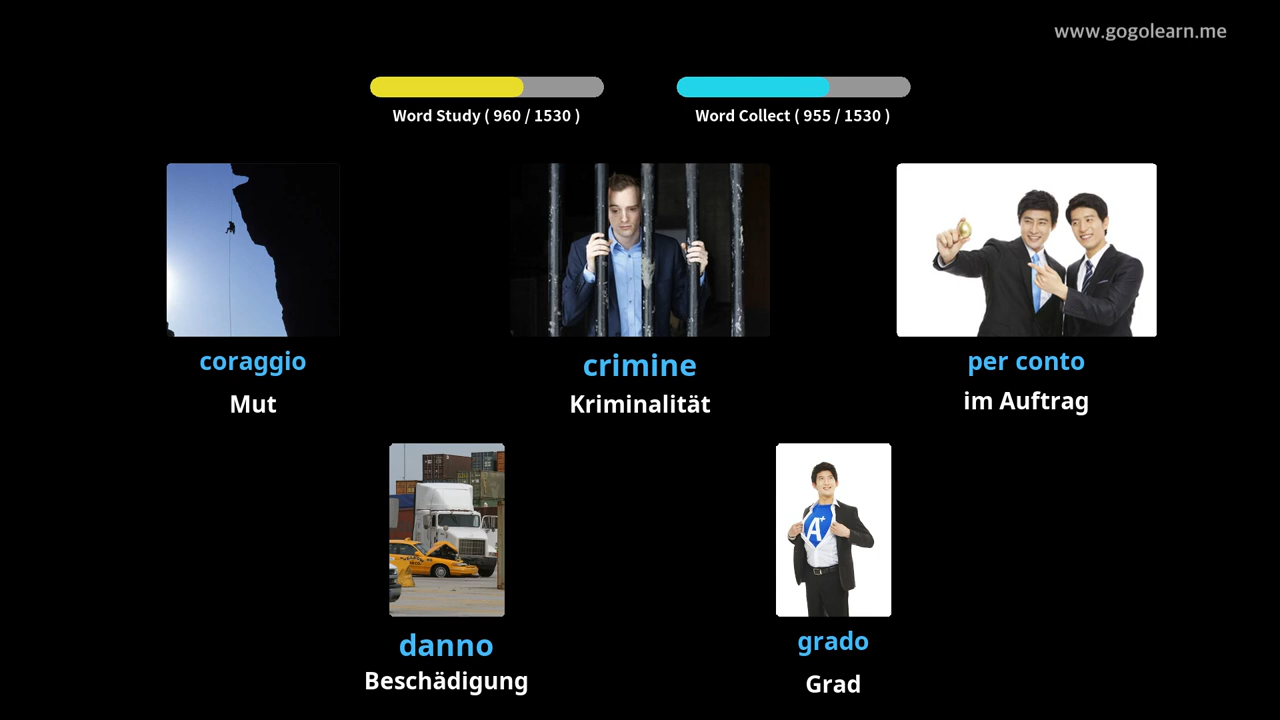 www.gogolearn.me
Word Study ( 960 / 1530 )
Word Collect ( 955 / 1530 )
coraggio
Mut
crimine
Kriminalität
per conto
im Auftrag
A+
danno
Beschädigung
grado
Grad